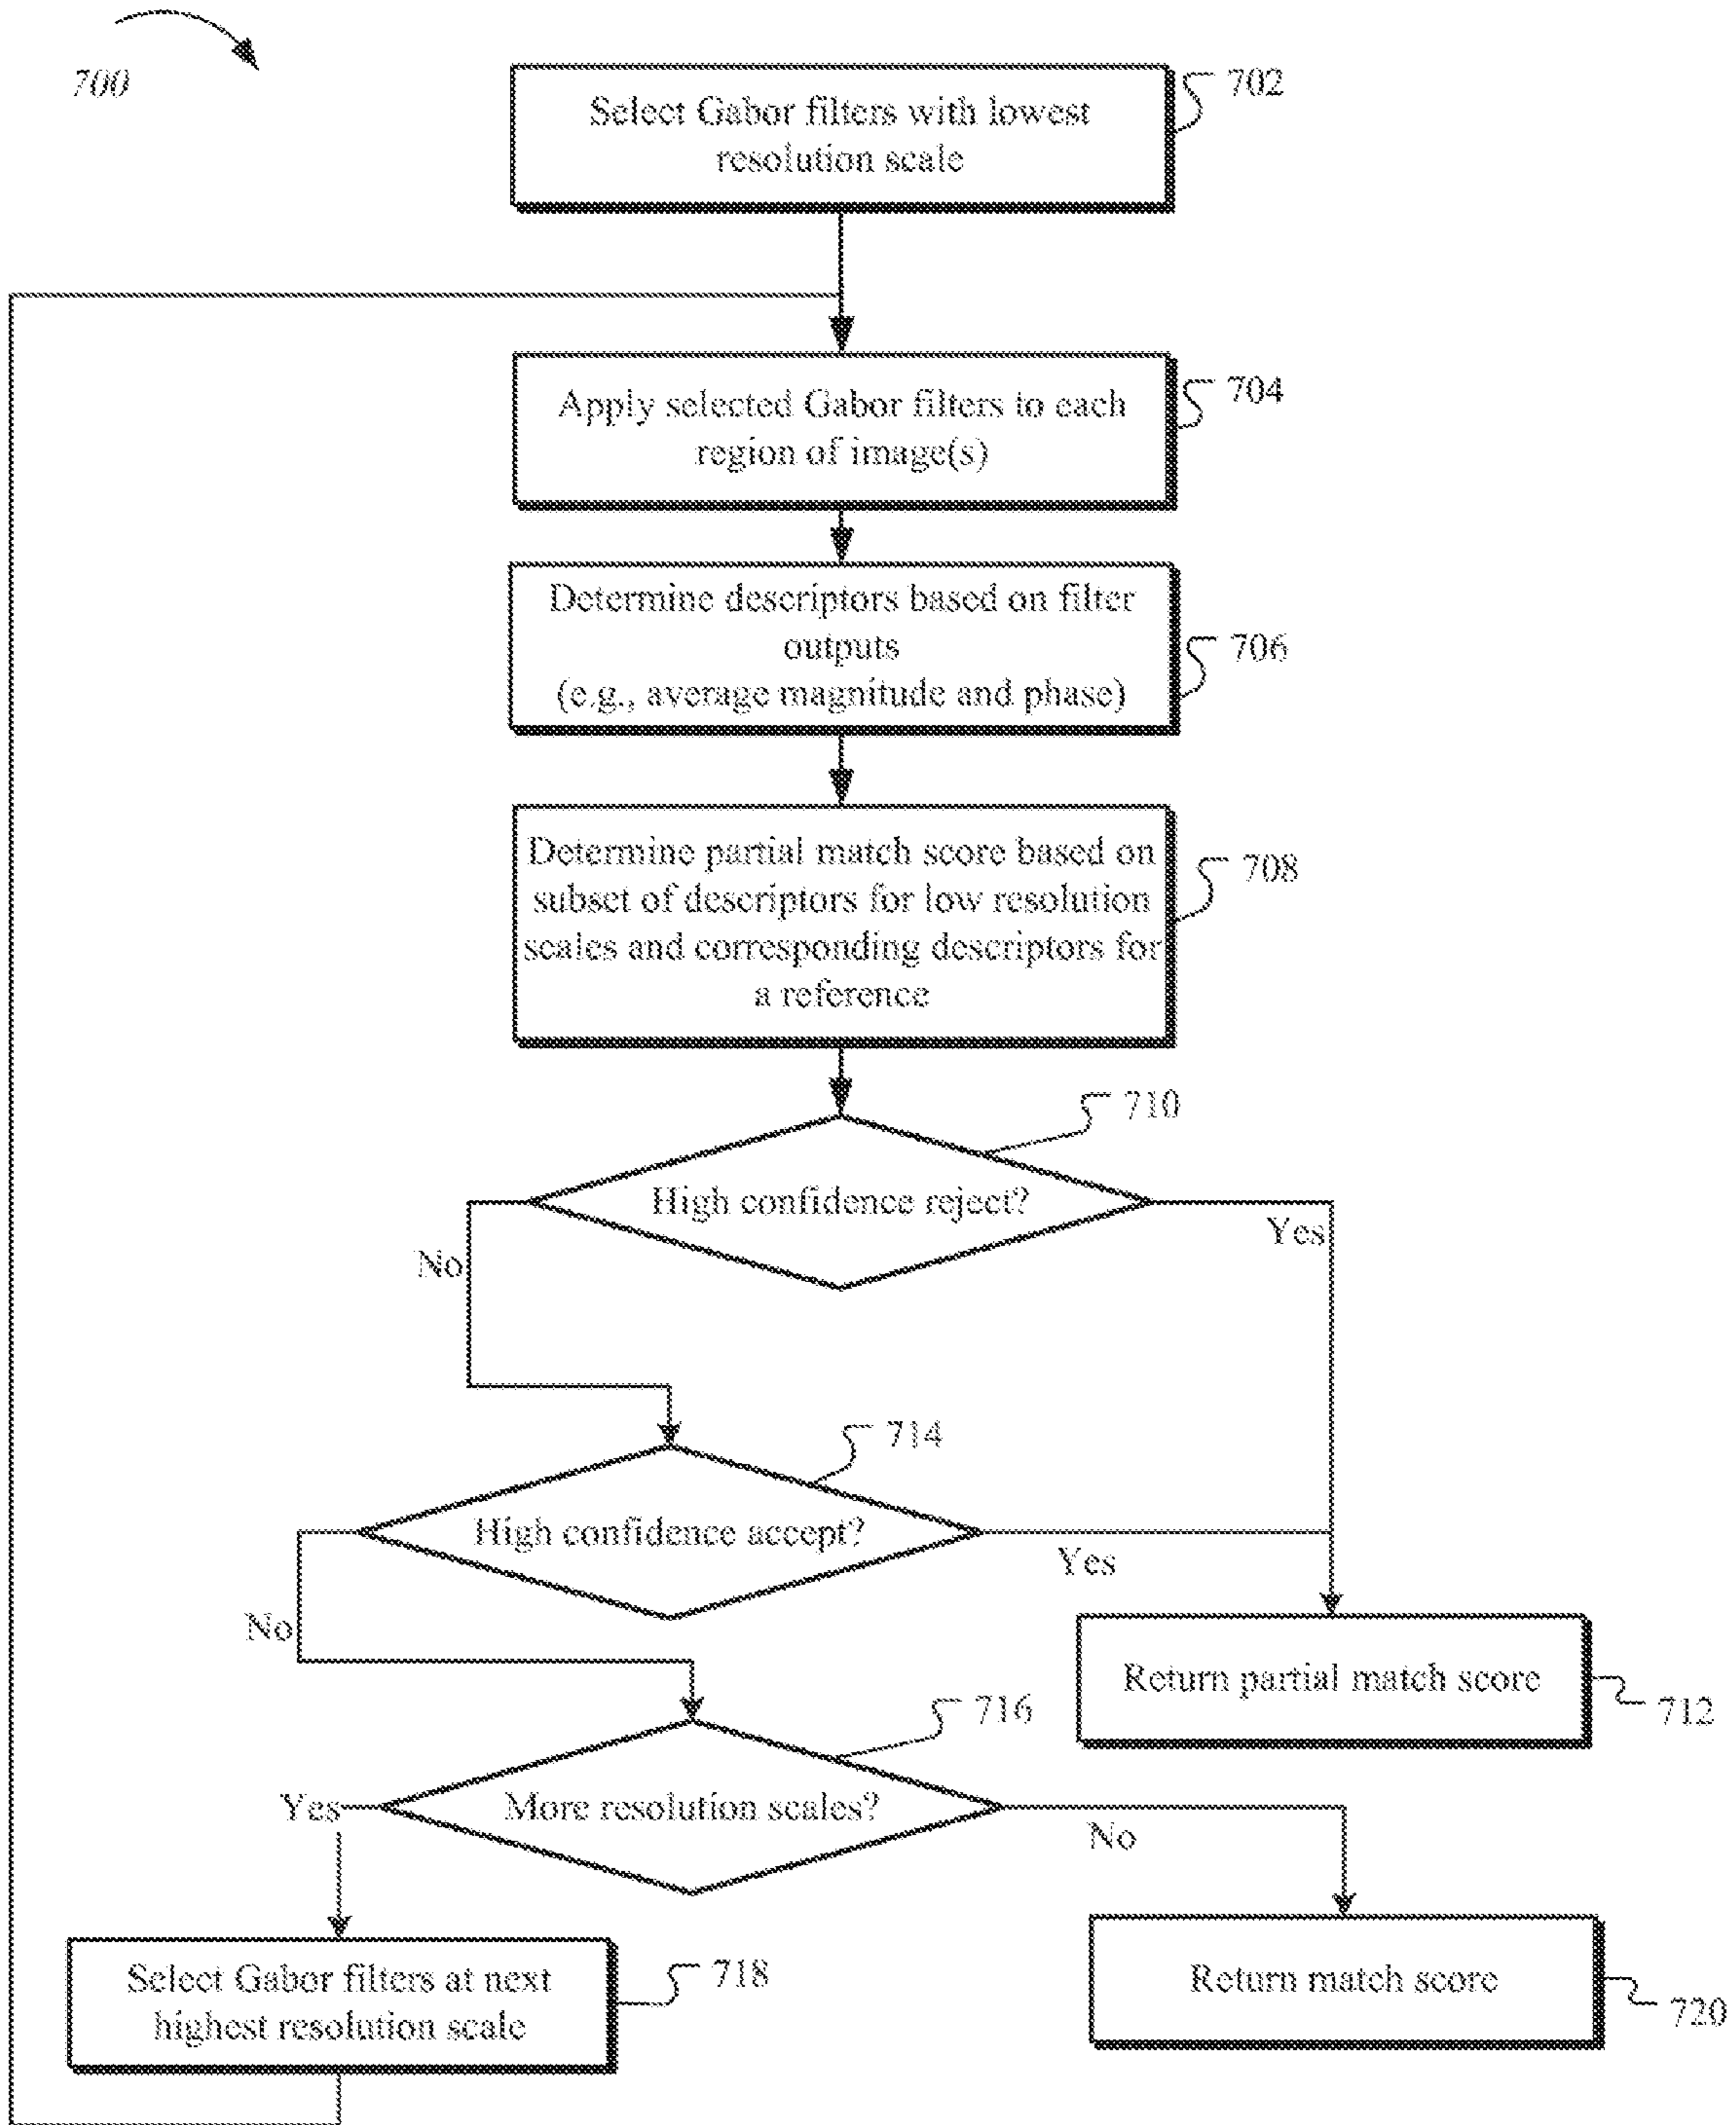 700
Select Gabor filters with lowest
resolution scale
702
Apply selected Gabor filters to each
region of image(s)
704
Determine descriptors based on filter
outputs
(e.g., average magnitude and phase)
706
Determine partial match score based on
subset of descriptors for low resolution
scales and corresponding descriptors for
a reference
708
High confidence reject?
710
Yes
No
High confidence accept?
714
Yes
No
Return partial match score
712
More resolution scales?
716
Yes
No
Select Gabor filters at next
highest resolution scale
718
Return match score
720